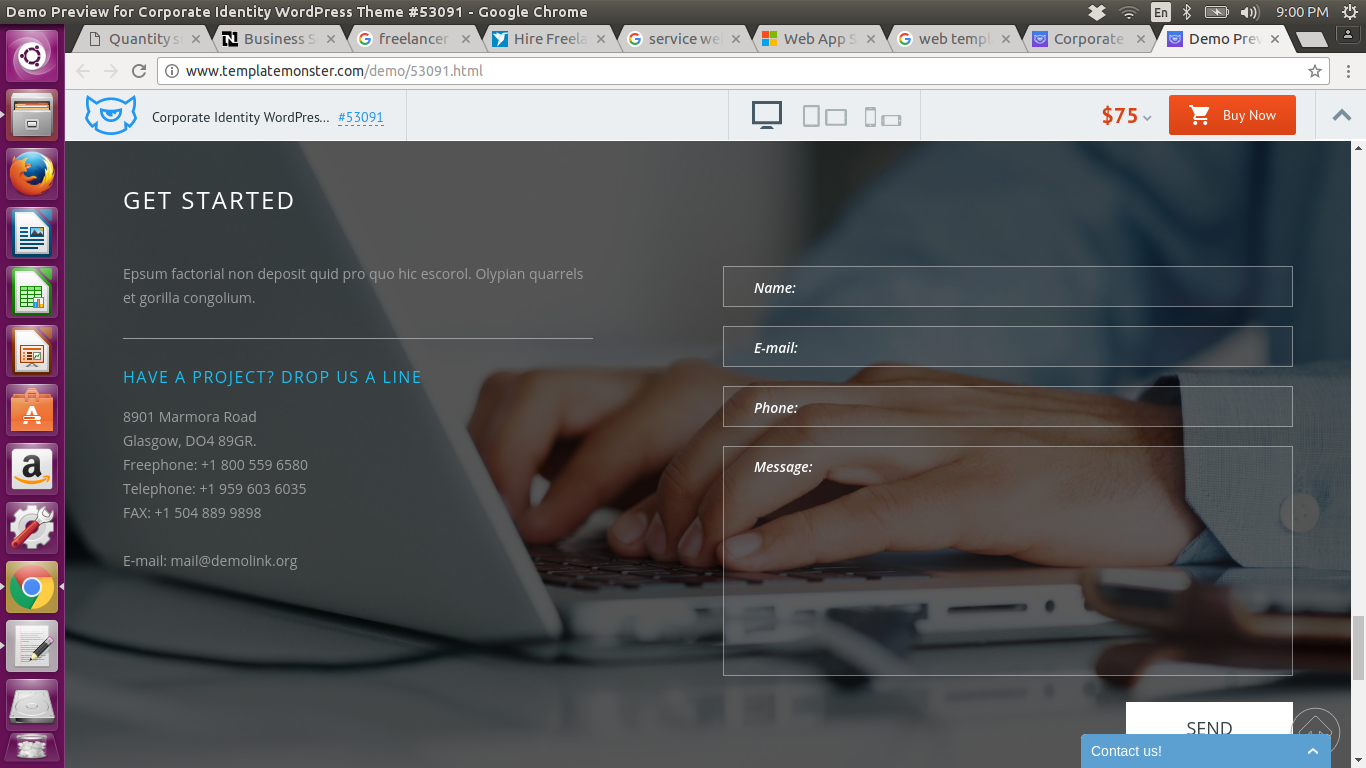 Demo Preview for Corporate Identity WordPress Theme #53091 - Google Chrome
En
9:00 PM
Quantity s
Business S
freelancer
Hire Freela
service we
Web App S
web templ
Corporate
Demo Prev
www.templatemonster.com/demo/53091.html
Corporate Identity WordPres... #53091
$75
Buy Now
GET STARTED
Epsum factorial non deposit quid pro quo hic escorol. Olypian quarrels
et gorilla congolium.
HAVE A PROJECT? DROP US A LINE
8901 Marmora Road
Glasgow, DO4 89GR.
Freephone: +1 800 559 6580
Telephone: +1 959 603 6035
FAX: +1 504 889 9898
E-mail: mail@demolink.org
Name:
E-mail:
Phone:
Message:
SEND
Contact us!